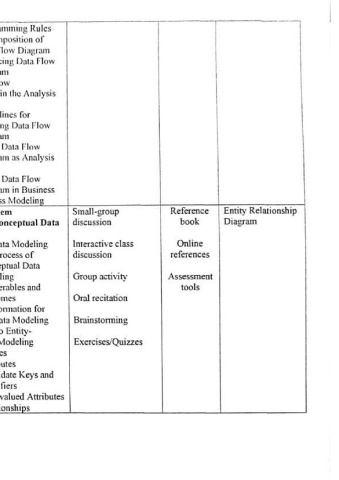 amming Rules
nposition of
low Diagram
cing Data Flow
am
ow
in the Analysis
lines for
ng Data Flow
am
Data Flow
am as Analysis
Data Flow
am in Business
ss Modeling
em
onceptual Data
ata Modeling
rocess of
eptual Data
ling
erables and
mes
ormation for
ata Modeling
o Entity-
Modeling
es
utes
date Keys and
fiers
valued Attributes
onships
Small-group
discussion
Interactive class
discussion
Group activity
Oral recitation
Brainstorming
Exercises/Quizzes
Reference
book
Online
references
Assessment
tools
Entity Relationship
Diagram